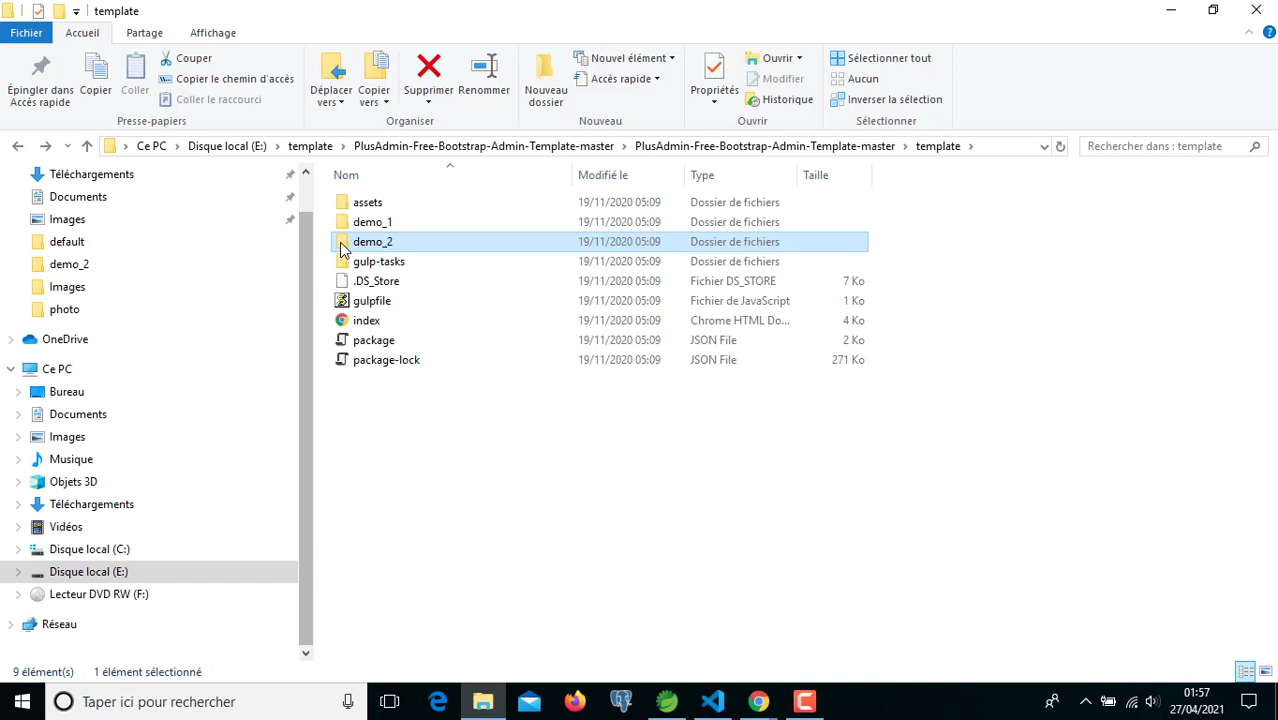 template
Fichier Accueil Partage Affichage
Épingler dans Accès rapide
Copier
Coller
Couper
Copier le chemin d'accès
Coller le raccourci
Presse-papiers
Déplacer vers
Copier vers
Supprimer
Renommer
Organiser
Nouveau dossier
Nouvel élément
Accès rapide
Nouveau
Propriétés
Ouvrir
Modifier
Historique
Ouvrir
Sélectionner tout
Aucun
Inverser la sélection
Sélectionner
Ce PC Disque local (E:) template PlusAdmin-Free-Bootstrap-Admin-Template-master PlusAdmin-Free-Bootstrap-Admin-Template-master template
Rechercher dans : template
Téléchargements
Documents
Images
default
demo_2
Images
photo
OneDrive
Ce PC
Bureau
Documents
Images
Musique
Objets 3D
Téléchargements
Vidéos
Disque local (C:)
Disque local (E:)
Lecteur DVD RW (F:)
Réseau
Nom Modifié le Type Taille
assets 19/11/2020 05:09 Dossier de fichiers
demo_1 19/11/2020 05:09 Dossier de fichiers
demo_2 19/11/2020 05:09 Dossier de fichiers
gulp-tasks 19/11/2020 05:09 Dossier de fichiers
.DS_Store 19/11/2020 05:09 Fichier DS_STORE 7 Ko
gulpfile 19/11/2020 05:09 Fichier de JavaScript 1 Ko
index 19/11/2020 05:09 Chrome HTML Do... 4 Ko
package 19/11/2020 05:09 JSON File 2 Ko
package-lock 19/11/2020 05:09 JSON File 271 Ko
9 élément(s) 1 élément sélectionné
Taper ici pour rechercher
01:57
27/04/2021